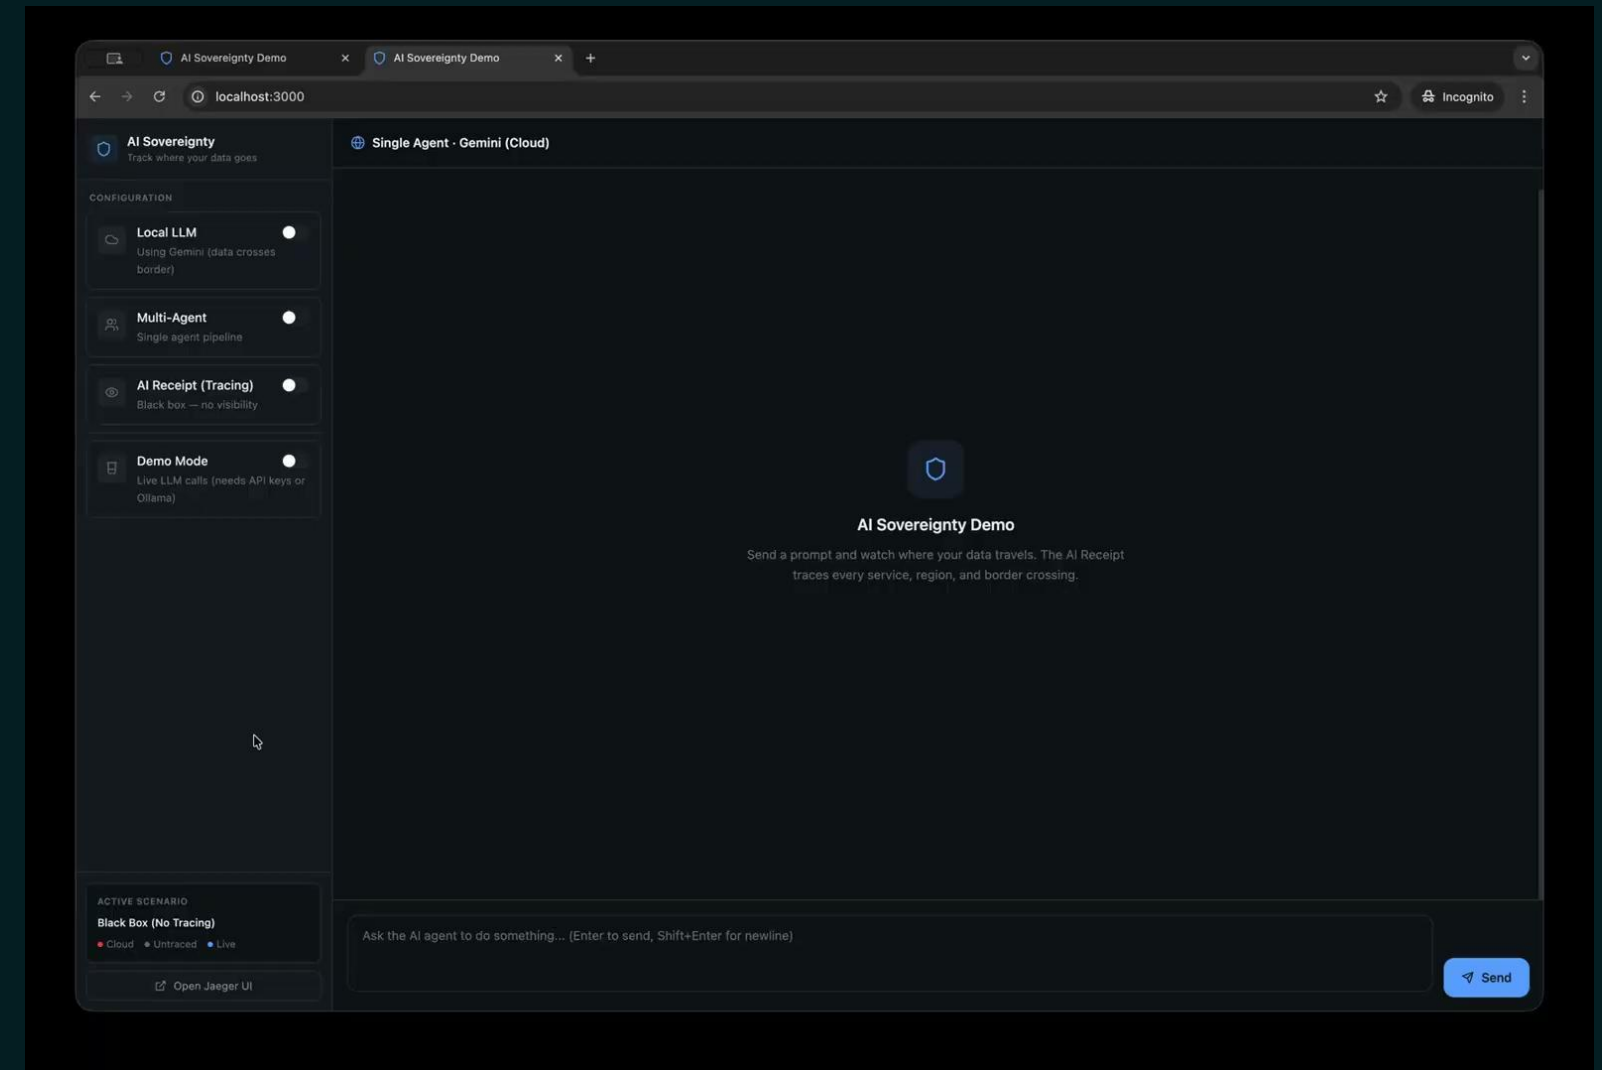 AI Sovereignty Demo
AI Sovereignty Demo
localhost:3000
Incognito
AI Sovereignty
Track where your data goes
Single Agent · Gemini (Cloud)
CONFIGURATION
Local LLM
Using Gemini (data crosses
border)
Multi-Agent
Single agent pipeline
AI Receipt (Tracing)
Black box — no visibility
Demo Mode
Live LLM calls (needs API keys or
Ollama)
AI Sovereignty Demo
Send a prompt and watch where your data travels. The AI Receipt
traces every service, region, and border crossing.
ACTIVE SCENARIO
Black Box (No Tracing)
Cloud Untraced Live
Open Jaeger UI
Ask the AI agent to do something... (Enter to send, Shift+Enter for newline)
Send